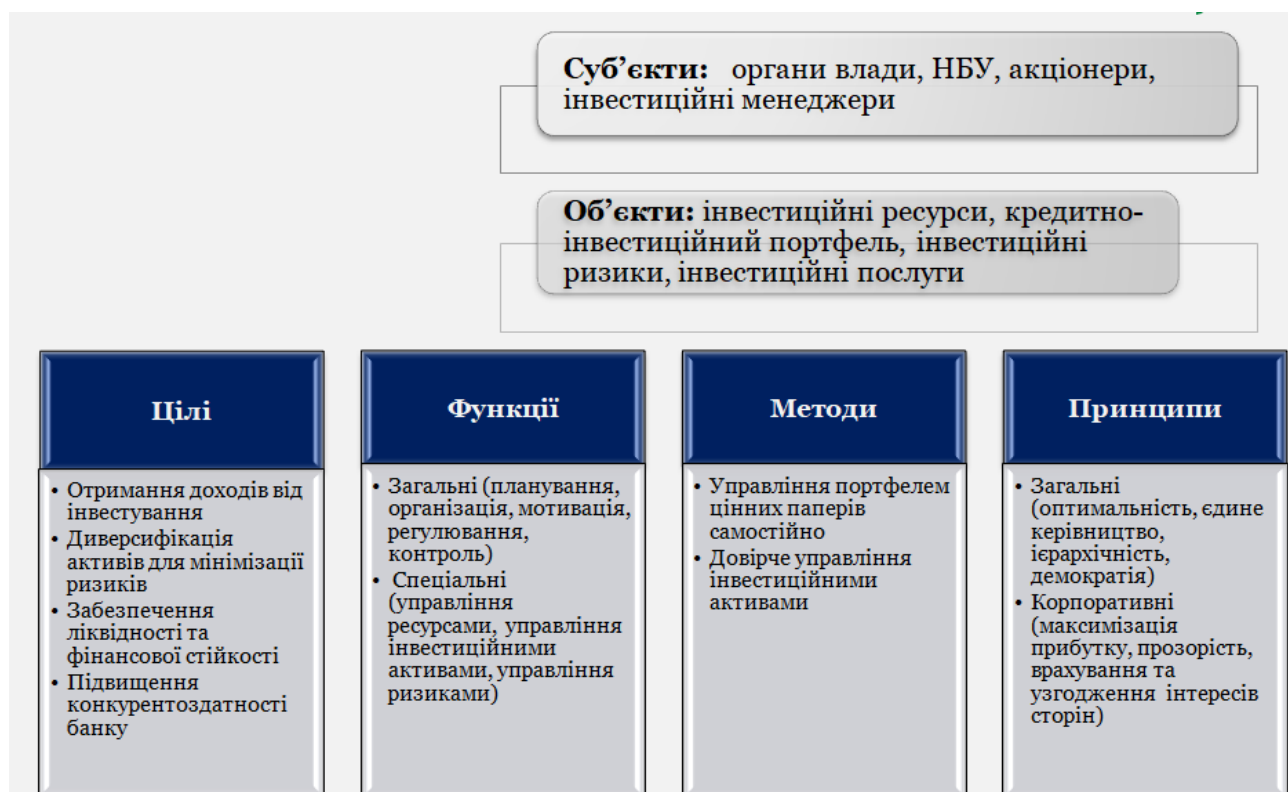 Суб’єкти: органи влади, НБУ, акціонери,
інвестиційні менеджери
Об’єкти: інвестиційні ресурси, кредитно-
інвестиційний портфель, інвестиційні
ризики, інвестиційні послуги
Цілі
• Отримання доходів від
інвестування
• Диверсифікація
активів для мінімізації
ризиків
• Забезпечення
ліквідності та
фінансової стійкості
• Підвищення
конкурентоздатності
банку
Функції
• Загальні (планування,
організація, мотивація,
регулювання,
контроль)
• Спеціальні
(управління
ресурсами, управління
інвестиційними
активами, управління
ризиками)
Методи
• Управління портфелем
цінних паперів
самостійно
• Довірче управління
інвестиційними
активами
Принципи
• Загальні
(оптимальність, єдине
керівництво,
ієрархічність,
демократія)
• Корпоративні
(максимізація
прибутку, прозорість,
врахування та
узгодження інтересів
сторін)